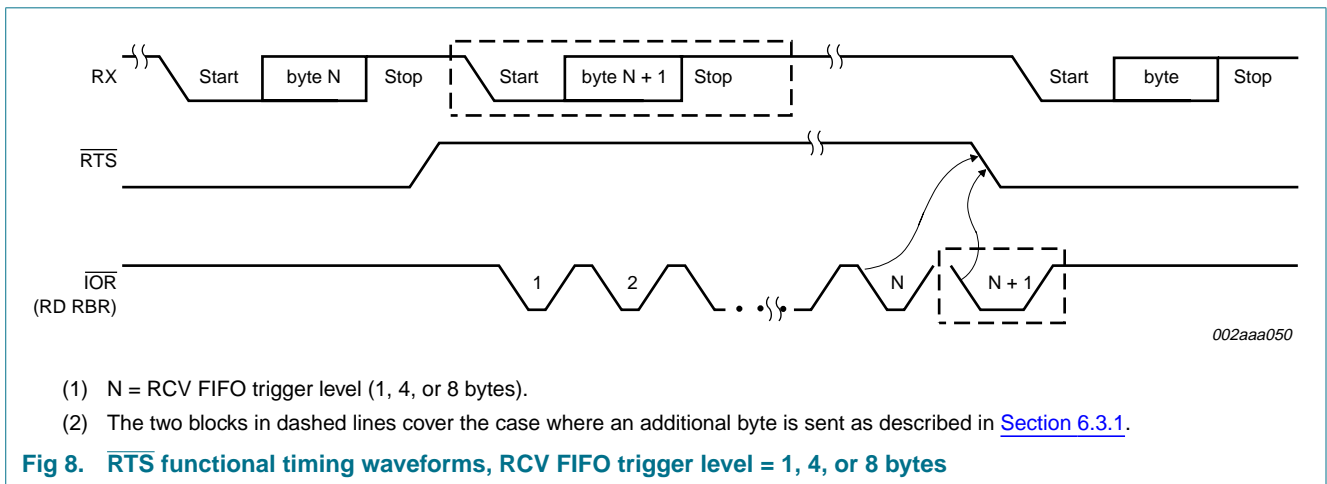 RX Start byte N Stop Start byte N + 1 Stop Start byte Stop
RTS
IOR
(RD RBR)
1 2 N N + 1
002aaa050
(1) N = RCV FIFO trigger level (1, 4, or 8 bytes).
(2) The two blocks in dashed lines cover the case where an additional byte is sent as described in Section 6.3.1.
Fig 8. RTS functional timing waveforms, RCV FIFO trigger level = 1, 4, or 8 bytes